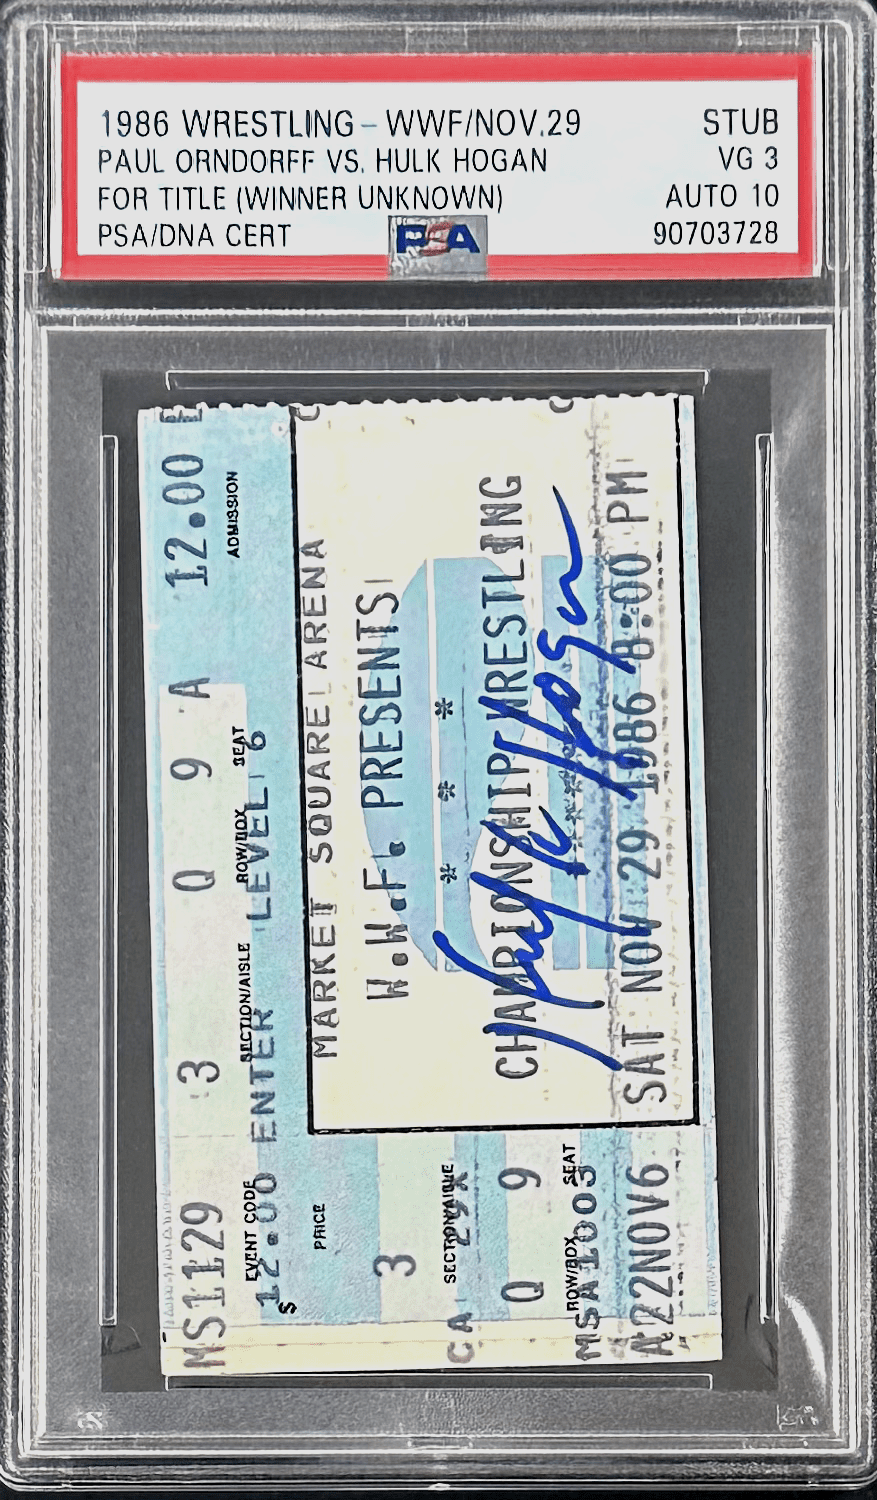 1986 WRESTLING-WWF/NOV.29 STUB
PAUL ORNDORFF VS. HULK HOGAN VG 3
FOR TITLE (WINNER UNKNOWN) AUTO 10
PSA/DNA CERT PSA 90703728
MS1129 3 Q 9 A 12.00
EVENT CODE SECTION/AISLE ROW/BOX SEAT ADMISSION
$ 12.00 ENTER LEVEL 6
PRICE
MARKET SQUARE ARENA
W.W.F. PRESENTS
* * *
CHAMPIONSHIP WRESTLING
Hulk Hogan
SAT NOV 29 1986 8:00 PM
3
SECTION/AISLE
CA 29X
Q 9
ROW/BOX SEAT
MSA1003
A22NOV6